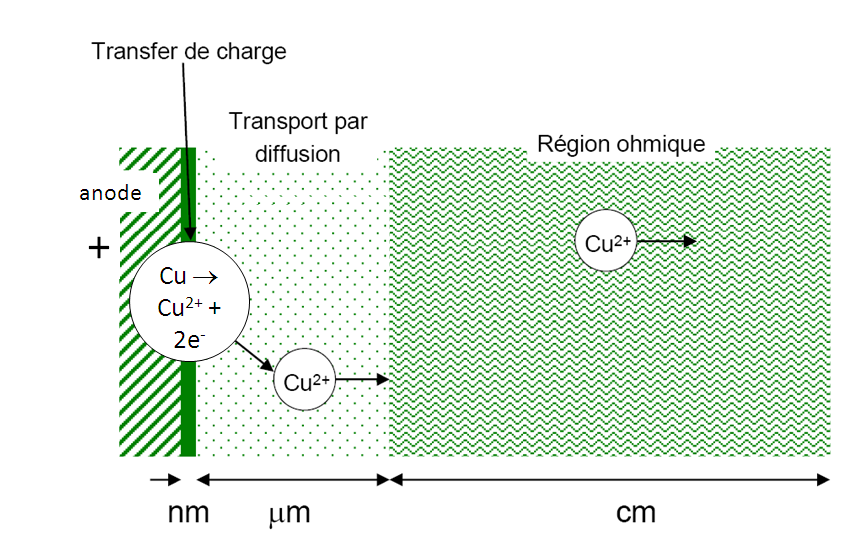 Transfer de charge
Transport par
diffusion
Région ohmique
anode
+
Cu²⁺
Cu →
Cu²⁺ +
2e⁻
Cu²⁺
nm
μm
cm